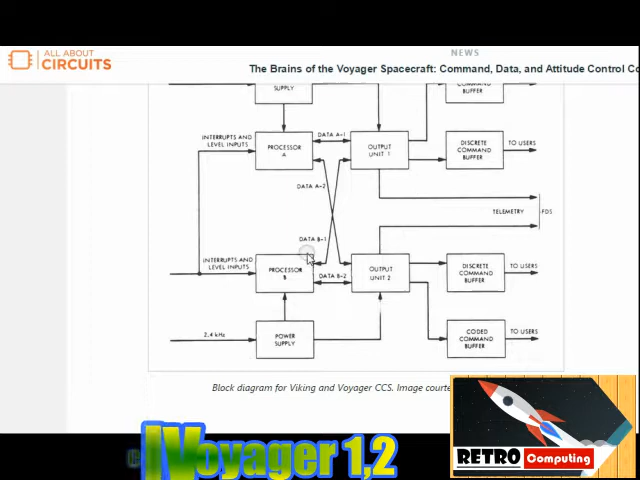 NEWS
ALL ABOUT
CIRCUITS
The Brains of the Voyager Spacecraft: Command, Data, and Attitude Control Co
SUPPLY
BUFFER
INTERRUPTS AND
LEVEL INPUTS
PROCESSOR
A
DATA A-1
OUTPUT
UNIT 1
DISCRETE
COMMAND
BUFFER
TO USERS
DATA A-2
TELEMETRY
FDS
DATA B-1
INTERRUPTS AND
LEVEL INPUTS
PROCESSOR
B
DATA B-2
OUTPUT
UNIT 2
DISCRETE
COMMAND
BUFFER
TO USERS
2.4 kHz
POWER
SUPPLY
CODED
COMMAND
BUFFER
TO USERS
Block diagram for Viking and Voyager CCS. Image courte
Voyager 1,2
RETRO Computing